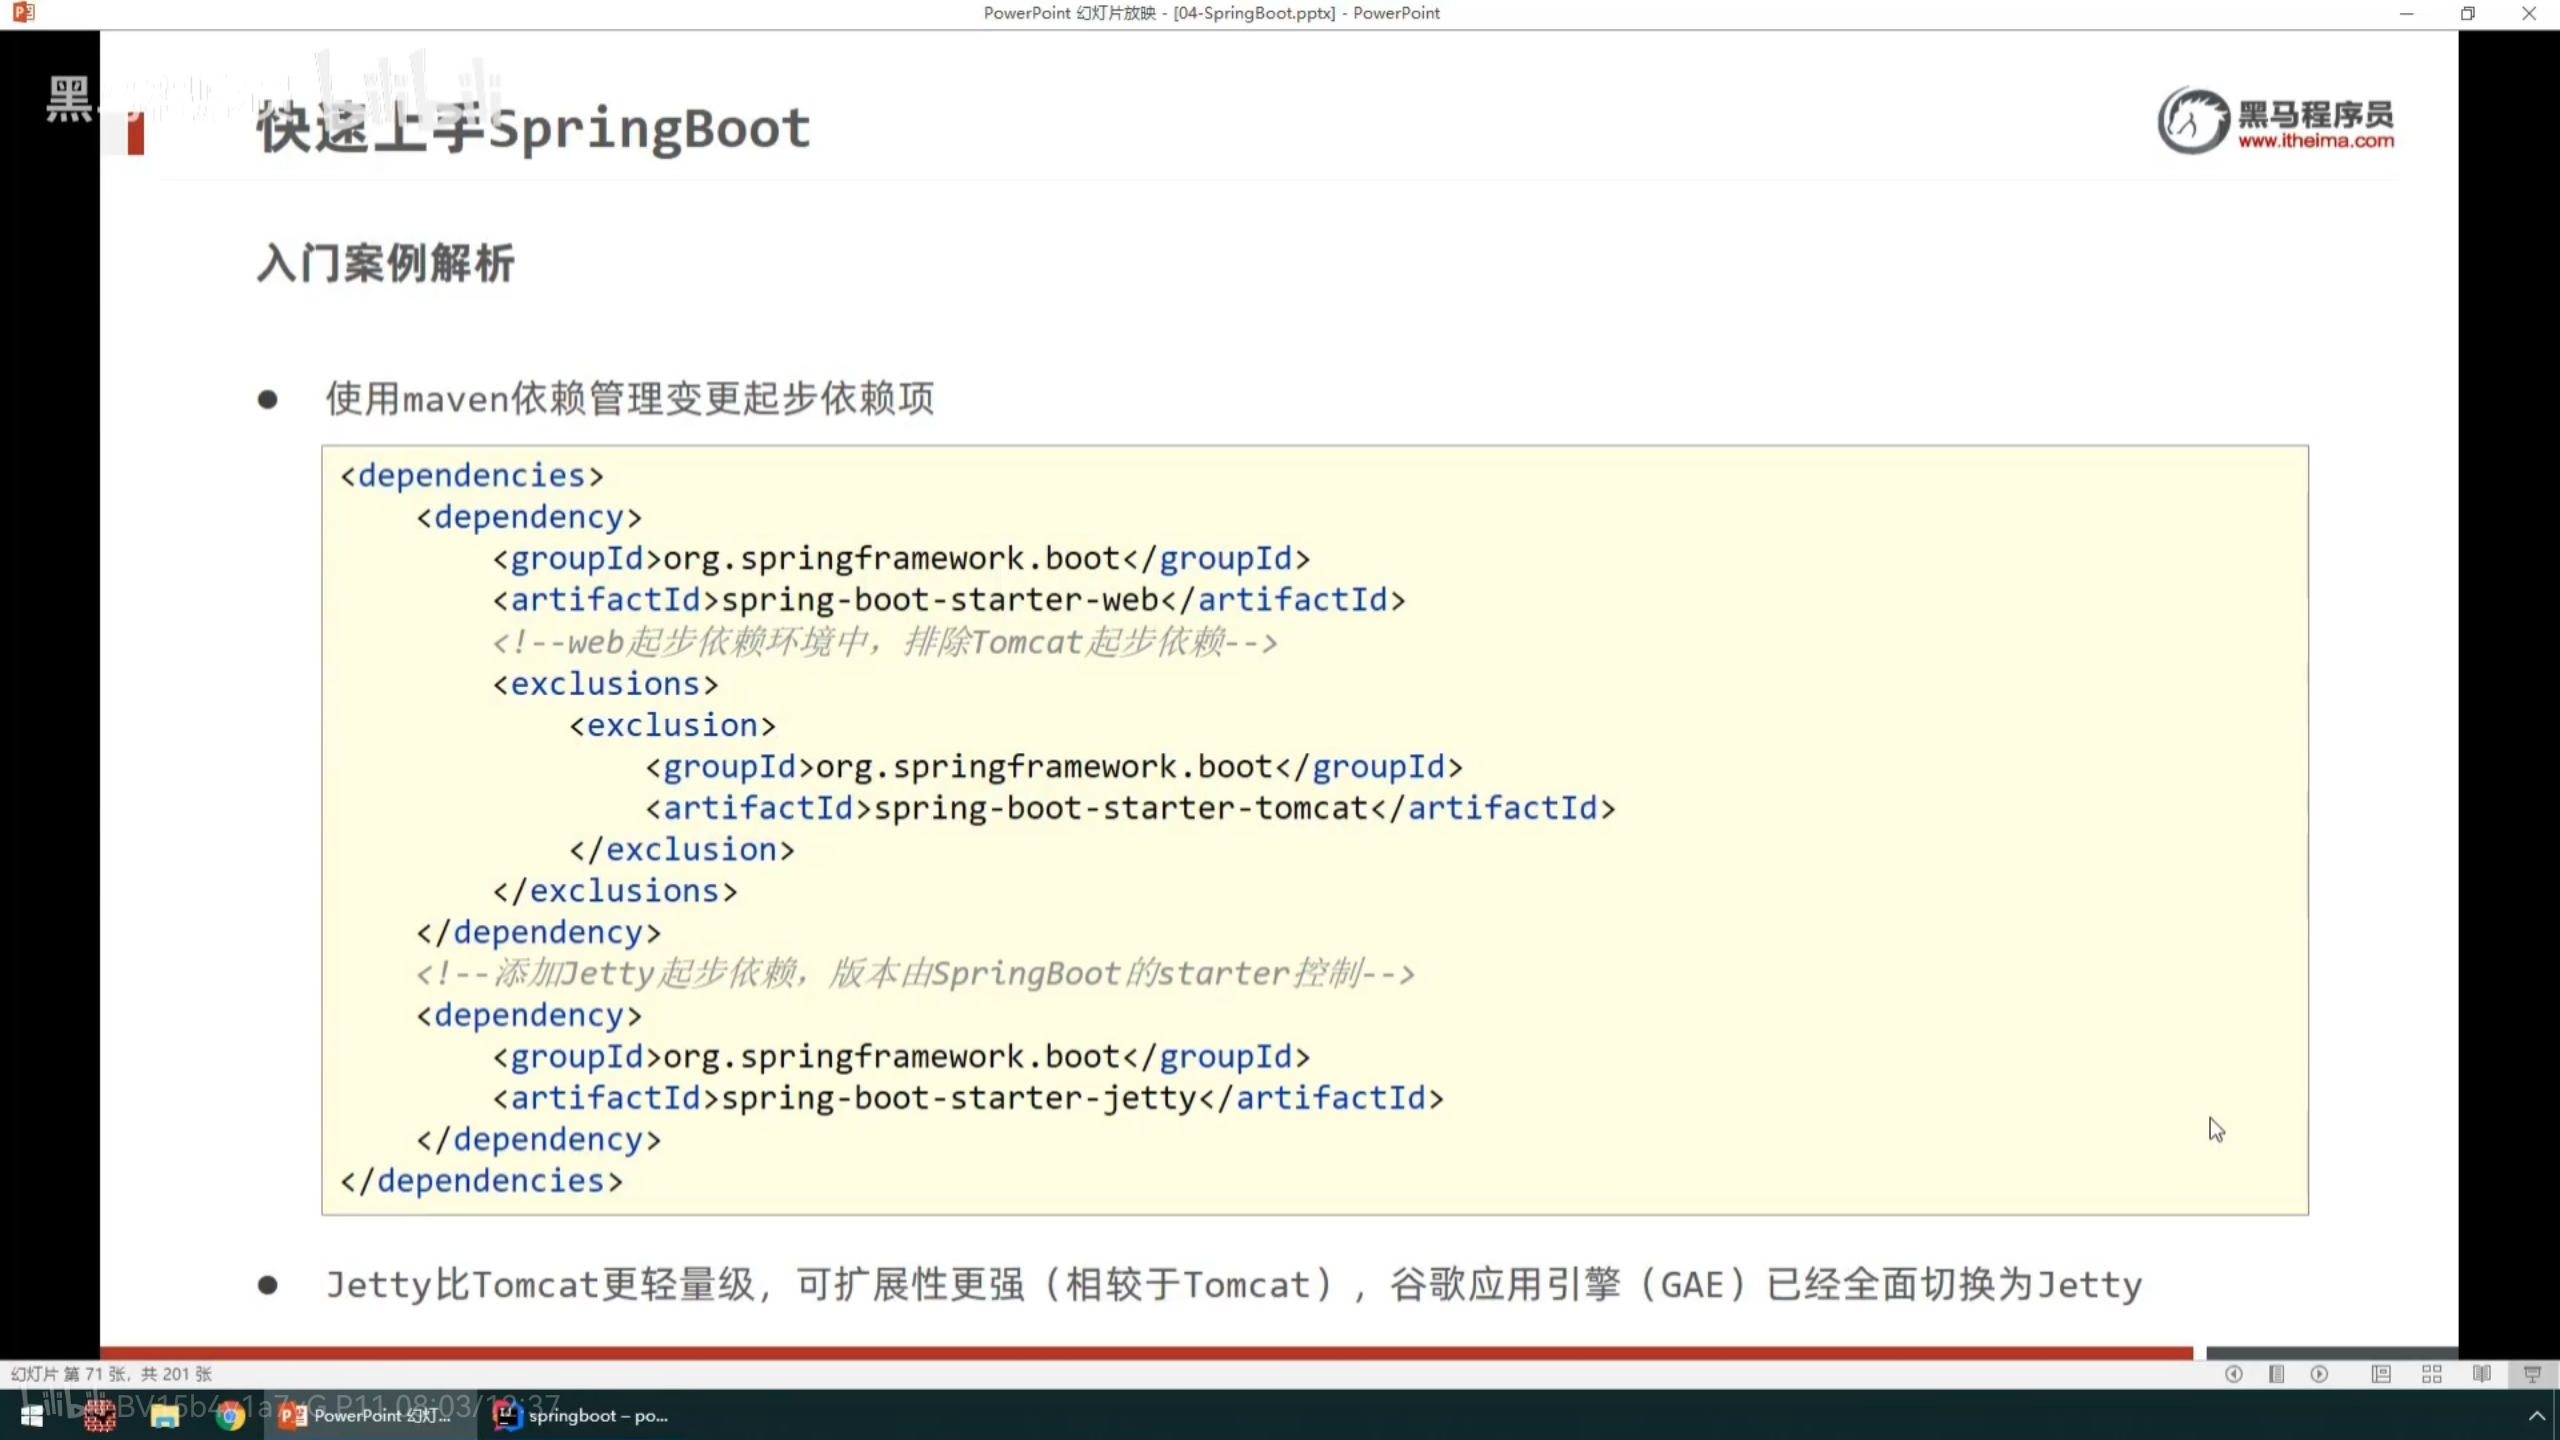 PowerPoint 幻灯片放映 - [04-SpringBoot.pptx] - PowerPoint
快速上手SpringBoot
黑马程序员
www.itheima.com
入门案例解析
● 使用maven依赖管理变更起步依赖项
<dependencies>
<dependency>
<groupId>org.springframework.boot</groupId>
<artifactId>spring-boot-starter-web</artifactId>
<!--web起步依赖环境中，排除Tomcat起步依赖-->
<exclusions>
<exclusion>
<groupId>org.springframework.boot</groupId>
<artifactId>spring-boot-starter-tomcat</artifactId>
</exclusion>
</exclusions>
</dependency>
<!--添加Jetty起步依赖，版本由SpringBoot的starter控制-->
<dependency>
<groupId>org.springframework.boot</groupId>
<artifactId>spring-boot-starter-jetty</artifactId>
</dependency>
</dependencies>
● Jetty比Tomcat更轻量级，可扩展性更强（相较于Tomcat），谷歌应用引擎（GAE）已经全面切换为Jetty
幻灯片 第 71 张，共 201 张
PowerPoint 幻灯...
springboot – po...